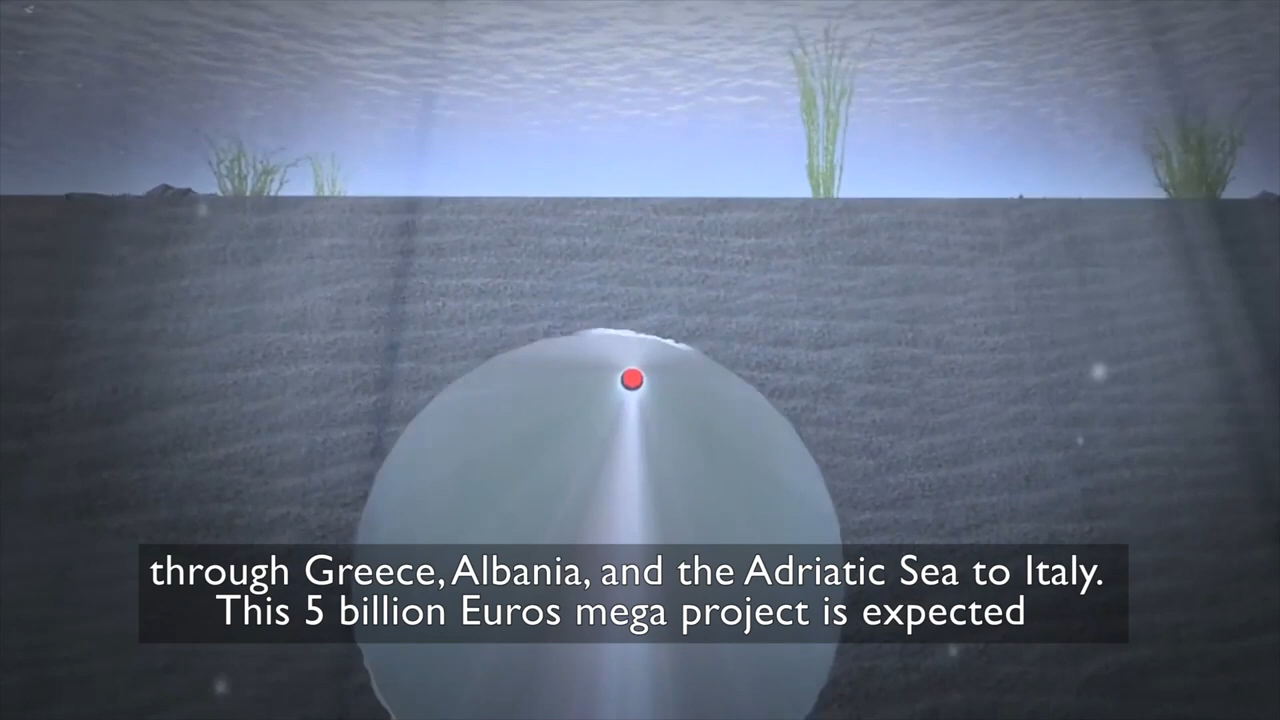 through Greece, Albania, and the Adriatic Sea to Italy.
This 5 billion Euros mega project is expected